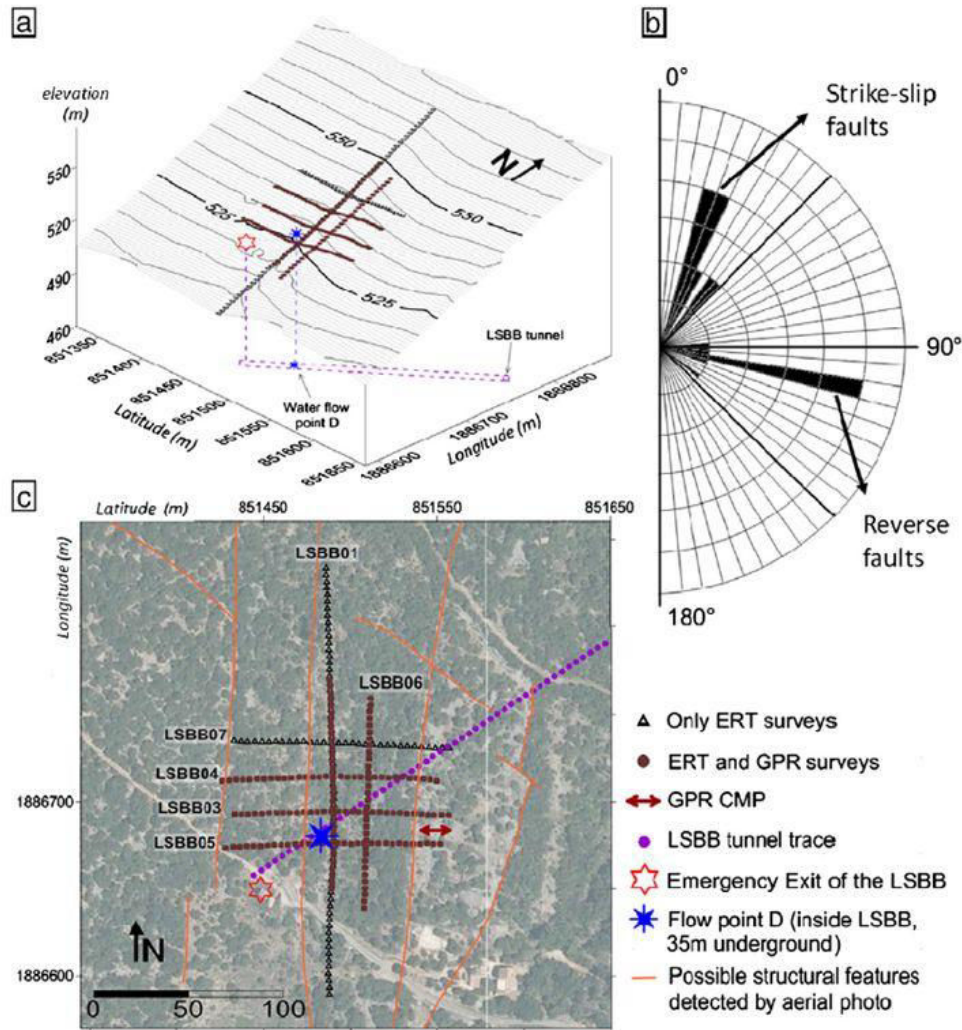 a
elevation
(m)
560
520
490
460
550
550
525
525
N
LSBB tunnel
Water flow
point D
851350
851400
851450
851500
851550
851600
851650
Latitude (m)
1886600
1886700
1886800
Longitude (m)
b
0°
Strike-slip
faults
90°
Reverse
faults
180°
c
Latitude (m)
851450
851550
851650
Longitude (m)
LSBB01
LSBB06
LSBB07
LSBB04
1886700
LSBB03
LSBB05
N
1886600
0
50
100
Only ERT surveys
ERT and GPR surveys
GPR CMP
LSBB tunnel trace
Emergency Exit of the LSBB
Flow point D (inside LSBB,
35m underground)
Possible structural features
detected by aerial photo